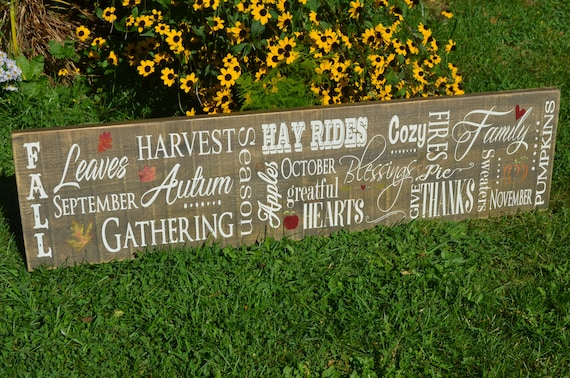 FALL
Leaves
SEPTEMBER
HARVEST
Autum
GATHERING
Season
HAY RIDES
Apples
OCTOBER
greatful
HEARTS
Blessings
Cozy
FIRES
Pie
GIVE
THANKS
Family
Sweaters
NOVEMBER
PUMPKINS